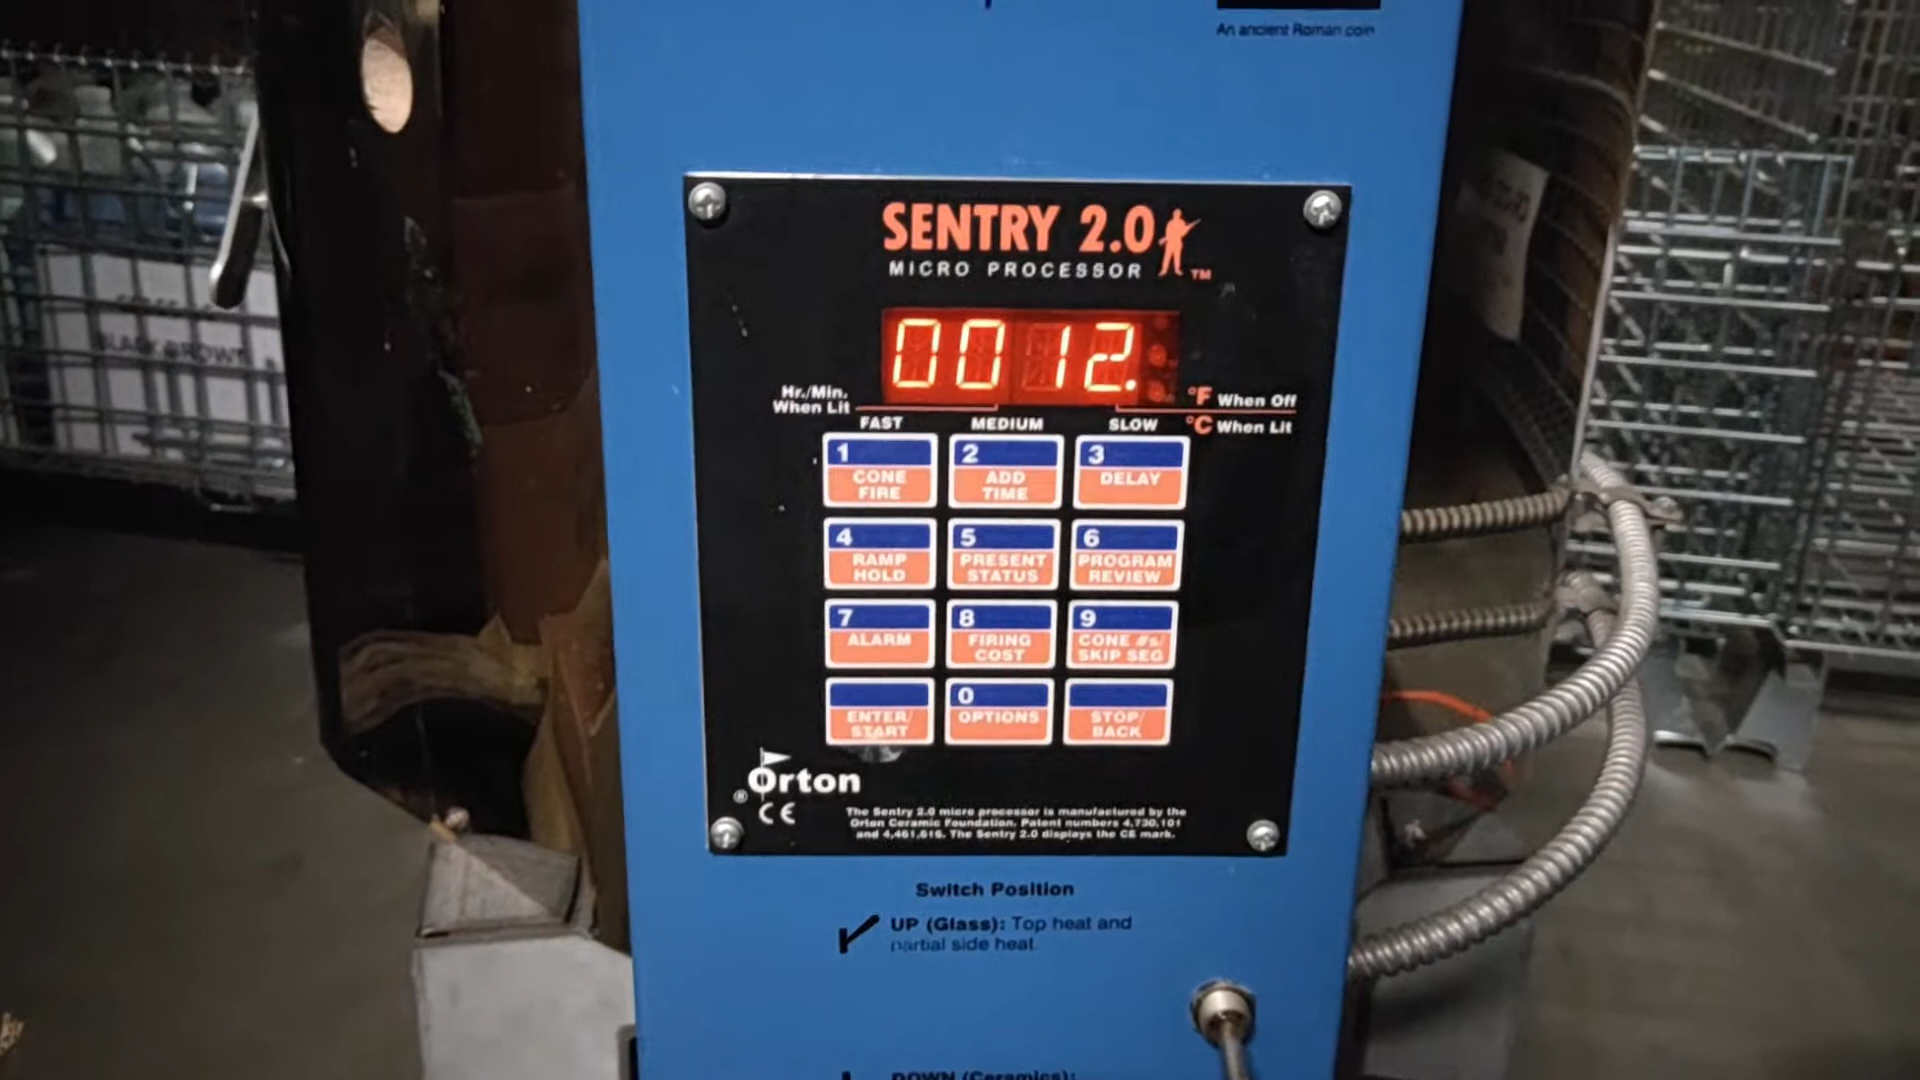 An ancient Roman coin
SENTRY 2.0
MICRO PROCESSOR
TM
0012.
Hr./Min.
When Lit
°F When Off
°C When Lit
FAST MEDIUM SLOW
1 2 3
CONE FIRE
ADD TIME
DELAY
4 5 6
RAMP HOLD
PRESENT STATUS
PROGRAM REVIEW
7 8 9
ALARM
FIRING COST
CONE #s/ SKIP SEG
0
ENTER/ START
OPTIONS
STOP/ BACK
Orton
®
CE
The Sentry 2.0 micro processor is manufactured by the
Orton Ceramic Foundation. Patent numbers 4,730,101
and 4,461,616. The Sentry 2.0 displays the CE mark.
Switch Position
UP (Glass): Top heat and
partial side heat.
DOWN (Ceramics):